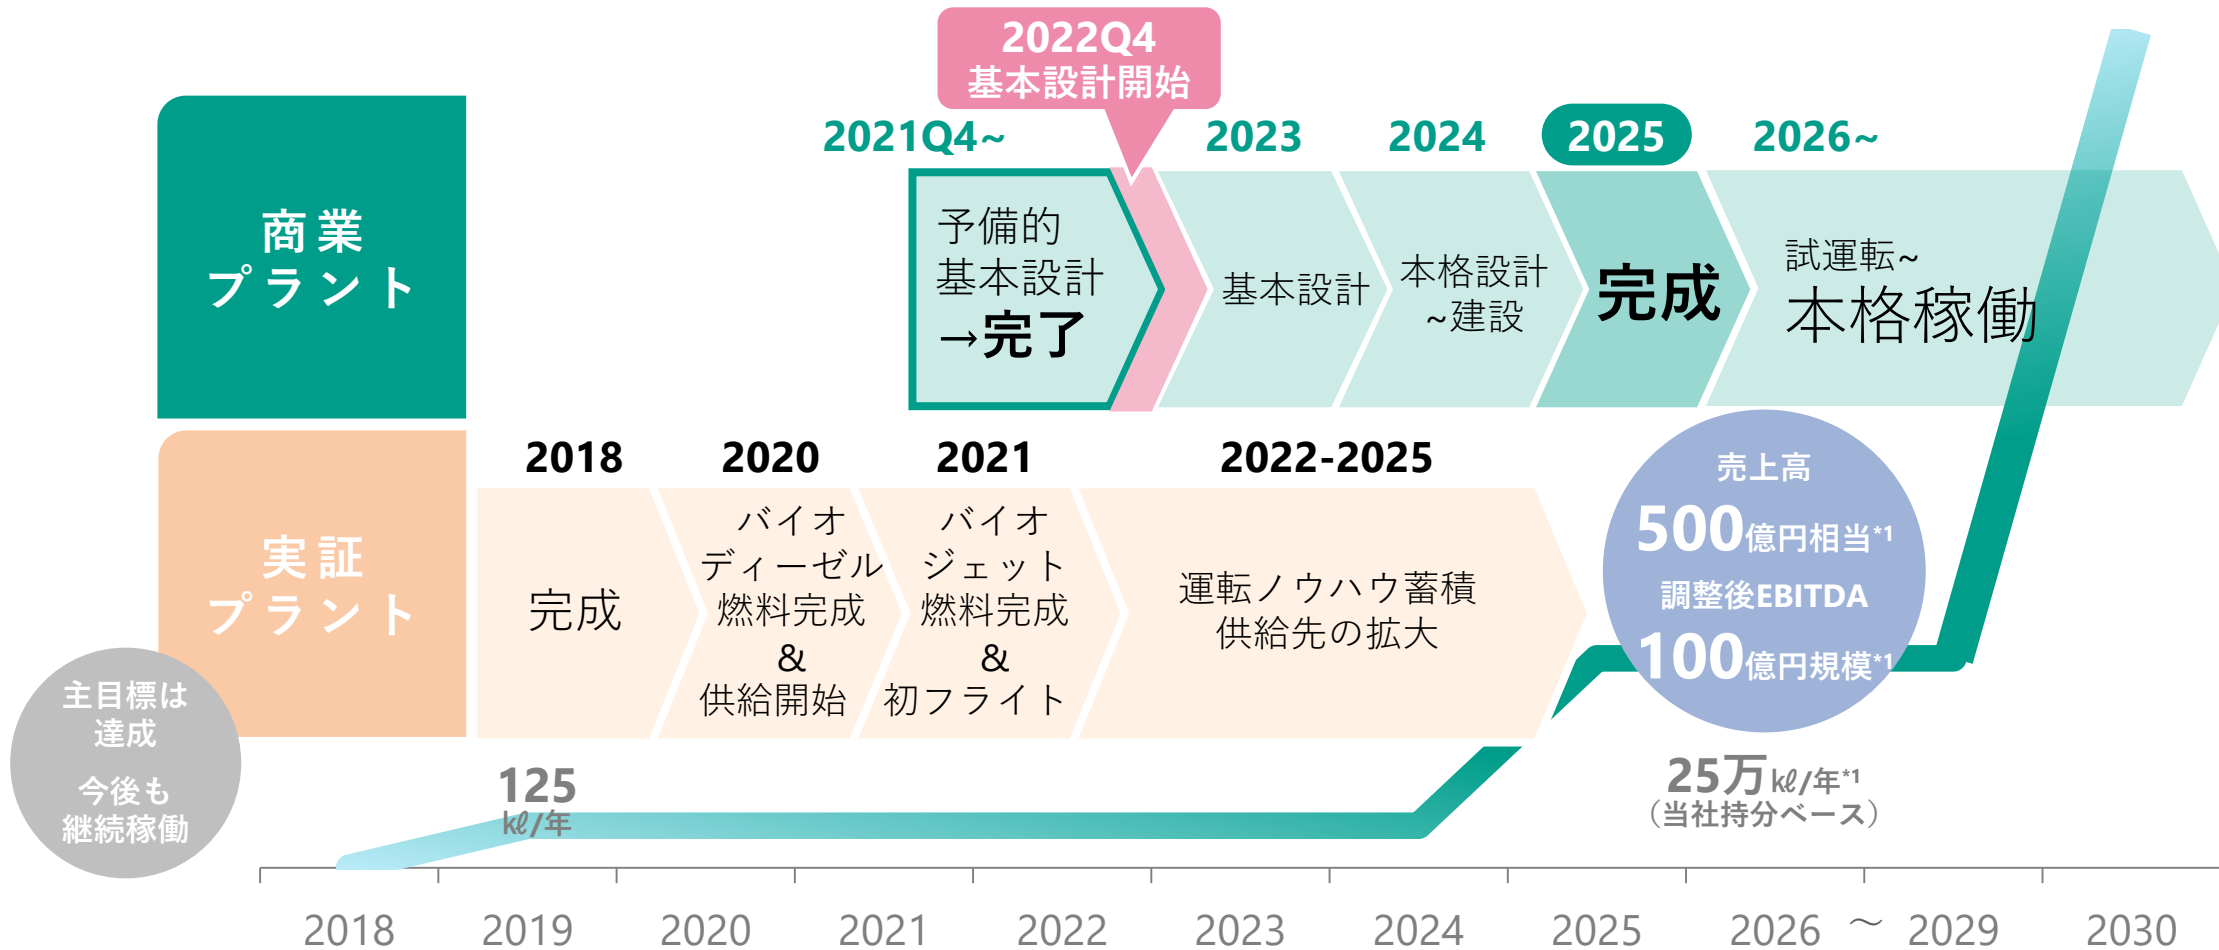 2022Q4
基本設計開始
2021Q4~
2023
2024
2025
2026~
商業
プラント
予備的
基本設計
→完了
基本設計
本格設計
~建設
完成
試運転~
本格稼働
2018
2020
2021
2022-2025
実証
プラント
完成
バイオ
ディーゼル
燃料完成
&
供給開始
バイオ
ジェット
燃料完成
&
初フライト
運転ノウハウ蓄積
供給先の拡大
売上高
500億円相当*1
調整後EBITDA
100億円規模*1
主目標は
達成
今後も
継続稼働
125
㎘/年
25万㎘/年*1
（当社持分ベース）
2018 2019 2020 2021 2022 2023 2024 2025 2026 ～ 2029 2030